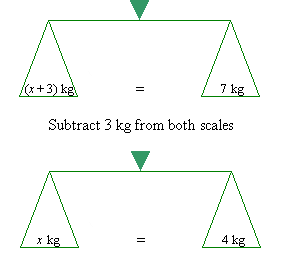 (x + 3) kg = 7 kg
Subtract 3 kg from both scales
x kg = 4 kg